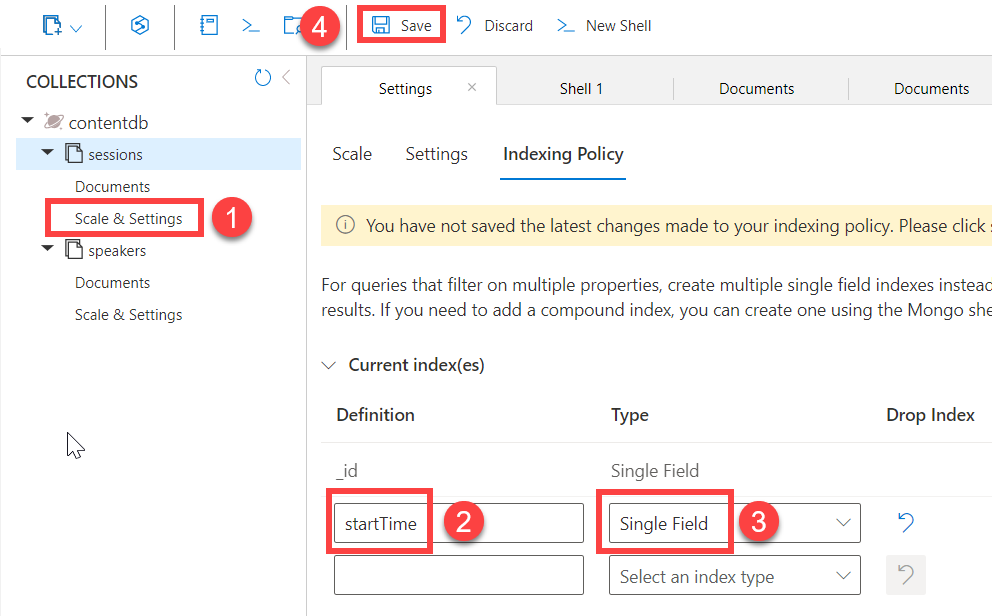 4
Save
Discard
New Shell
COLLECTIONS
contentdb
sessions
Documents
Scale & Settings
1
speakers
Documents
Scale & Settings
Settings
Shell 1
Documents
Documents
Scale
Settings
Indexing Policy
You have not saved the latest changes made to your indexing policy. Please click
For queries that filter on multiple properties, create multiple single field indexes instead
results. If you need to add a compound index, you can create one using the Mongo she
Current index(es)
Definition
Type
Drop Index
_id
Single Field
startTime
2
Single Field
3
Select an index type